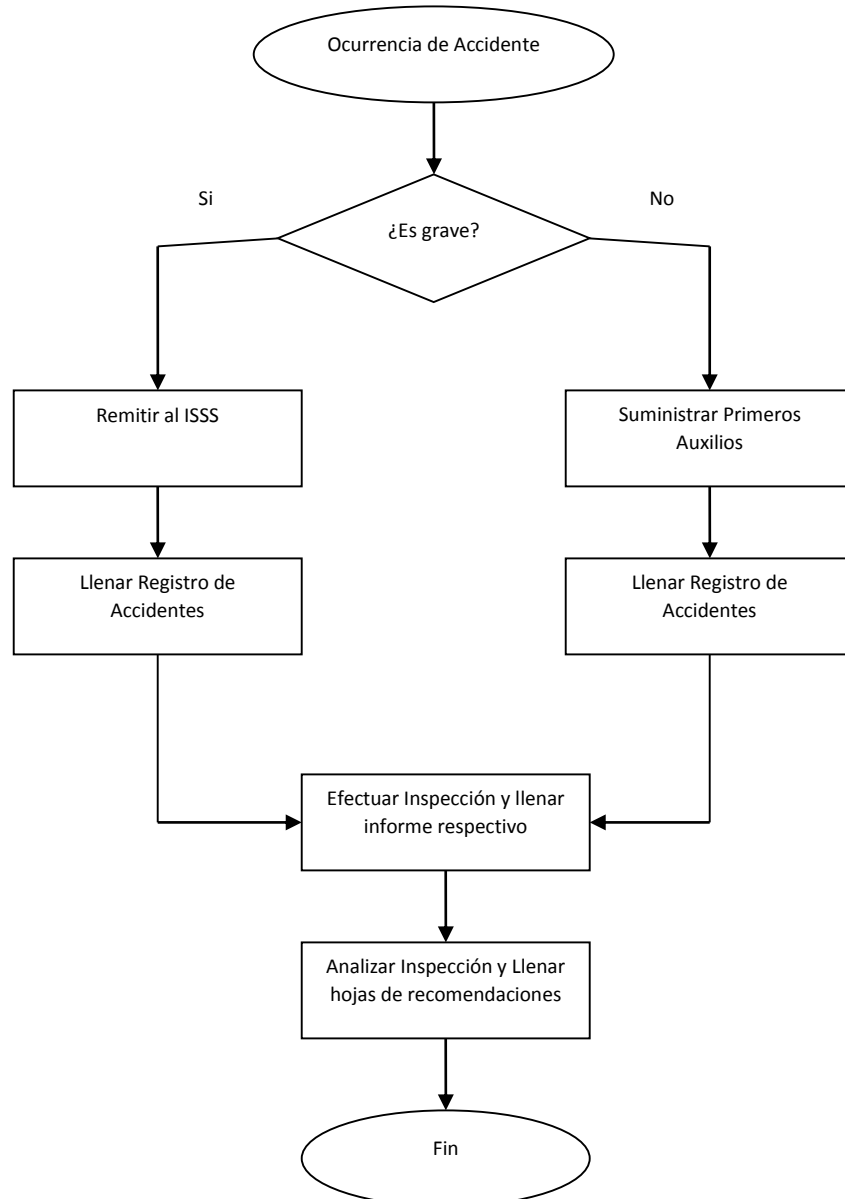 Ocurrencia de Accidente
Si
No
¿Es grave?
Remitir al ISSS
Suministrar Primeros
Auxilios
Llenar Registro de
Accidentes
Llenar Registro de
Accidentes
Efectuar Inspección y llenar
informe respectivo
Analizar Inspección y Llenar
hojas de recomendaciones
Fin